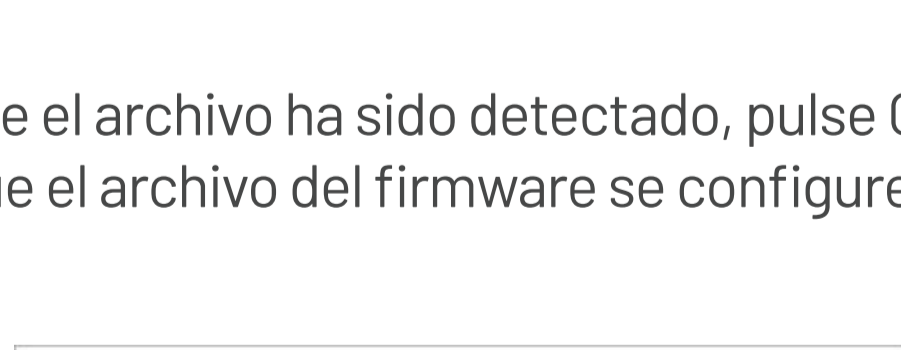 e el archivo ha sido detectado, pulse
e el archivo del firmware se configure